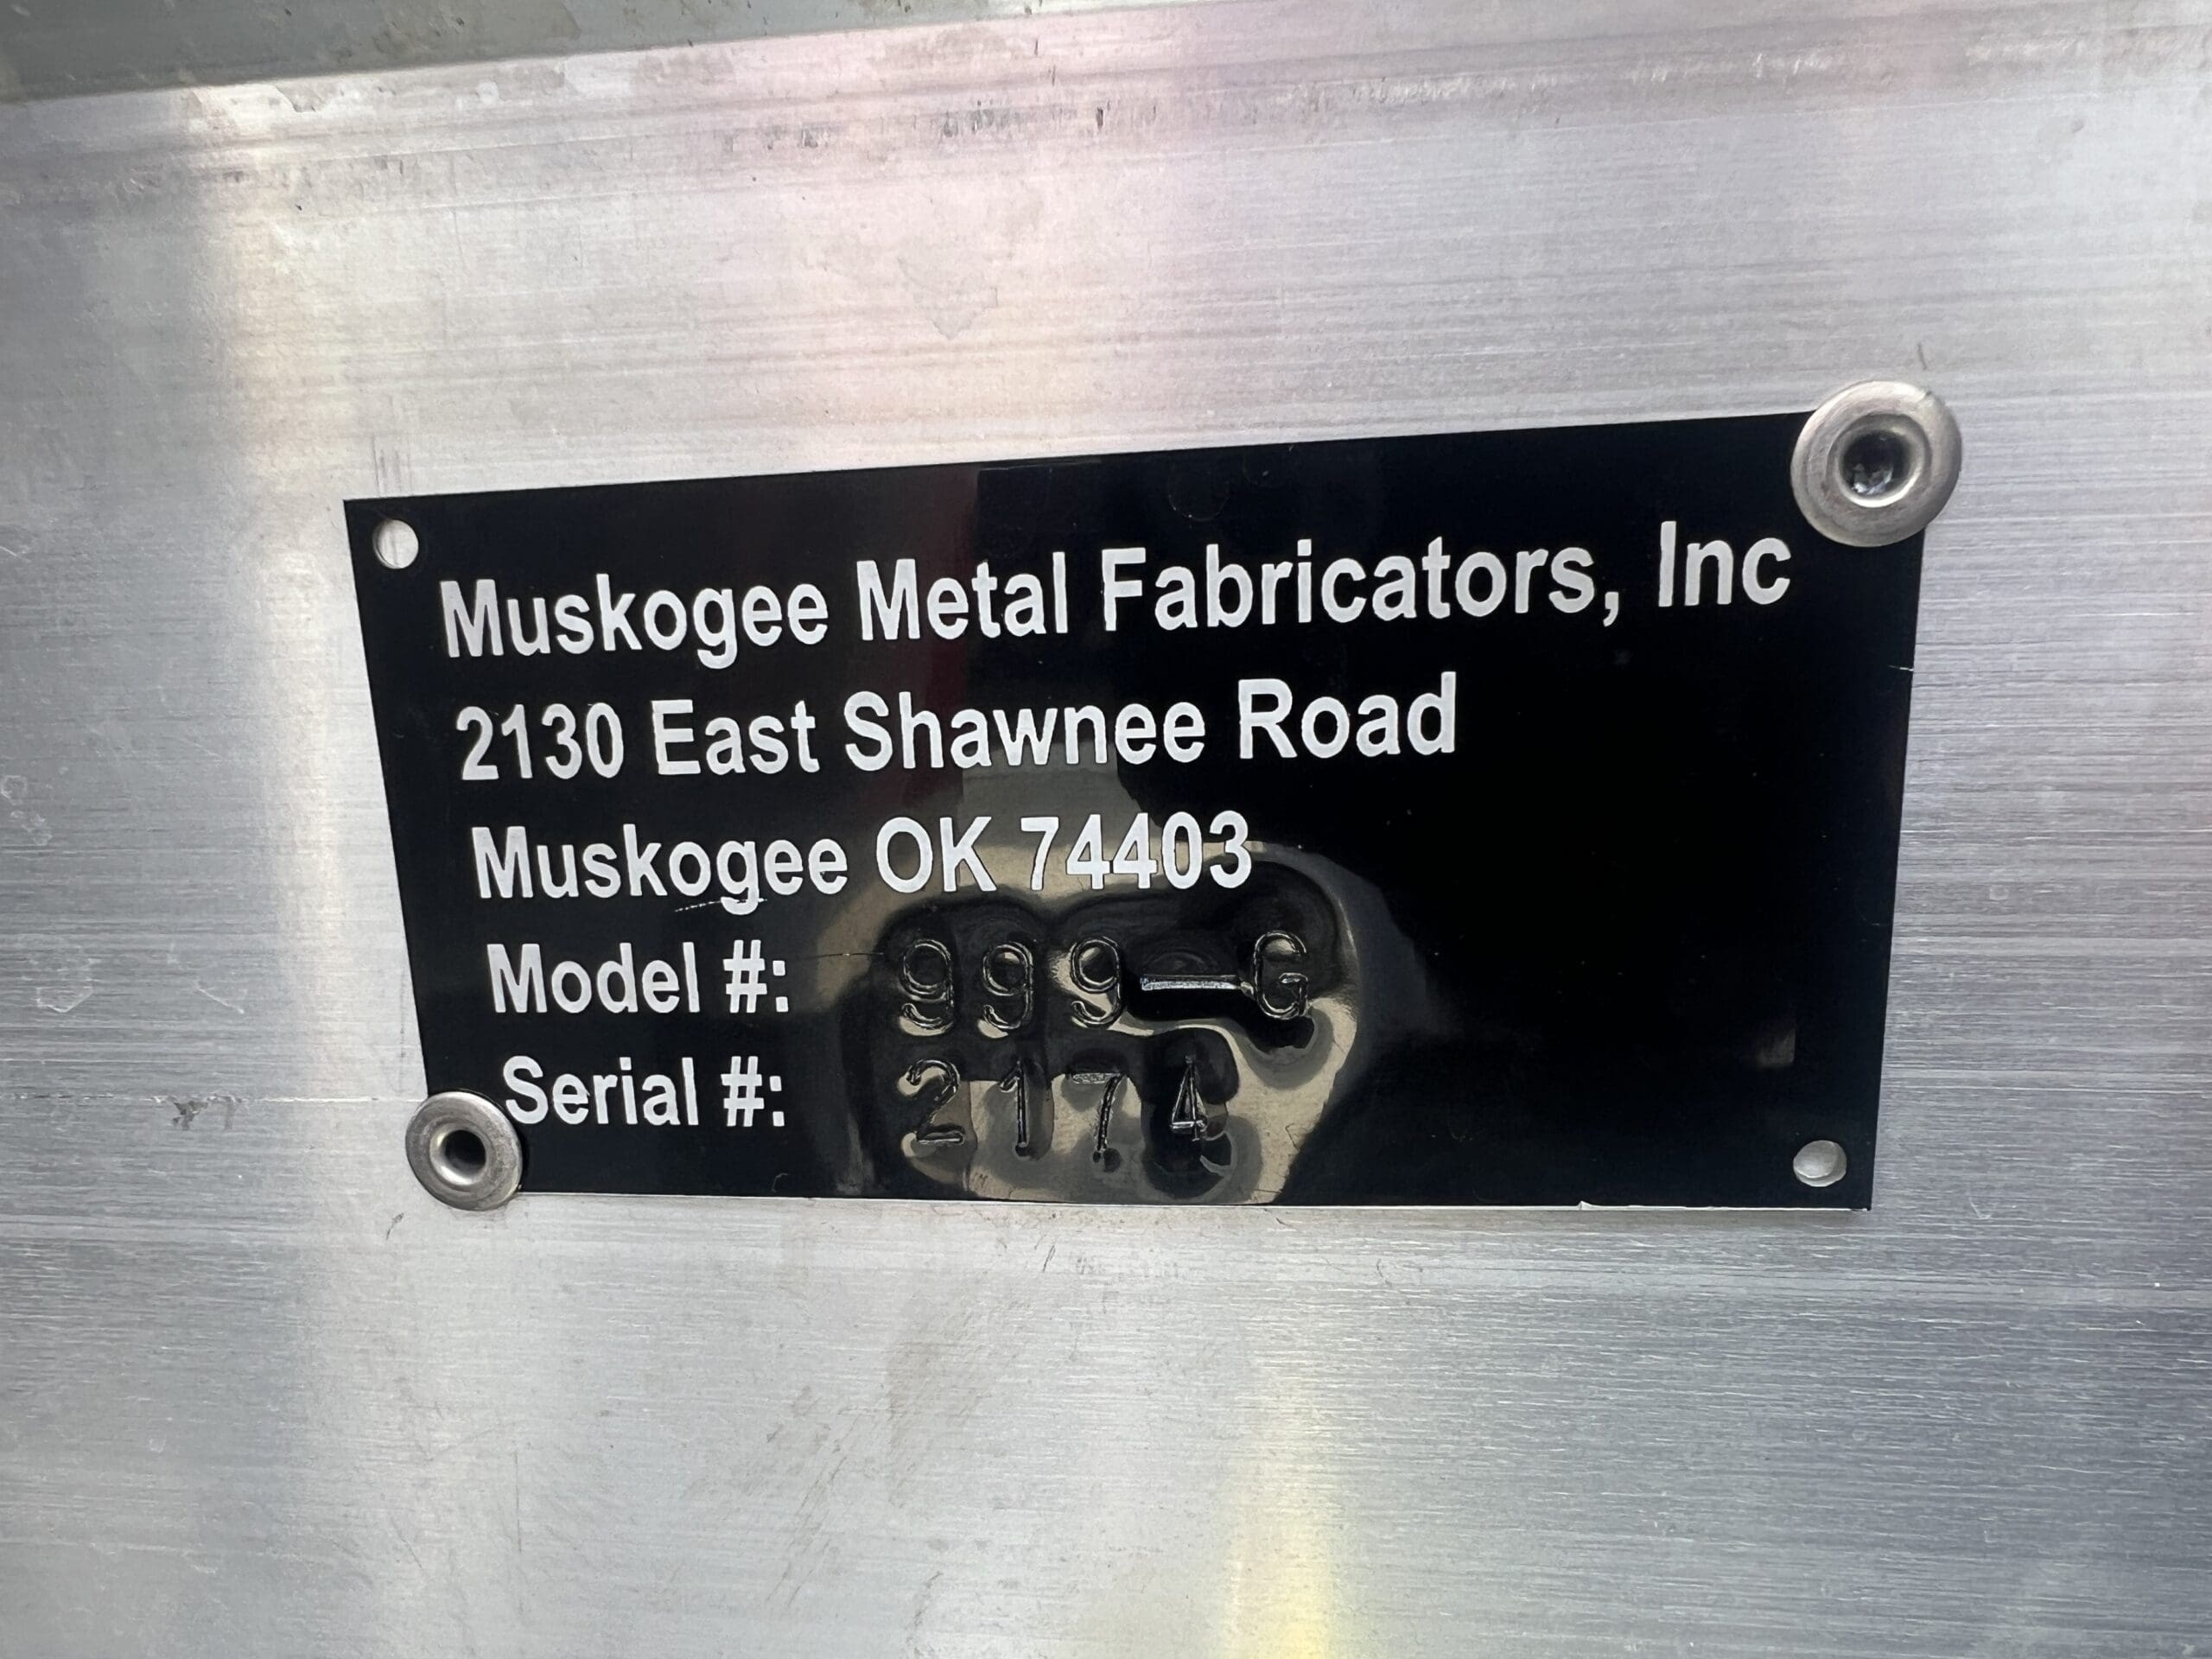 Muskogee Metal Fabricators, Inc
2130 East Shawnee Road
Muskogee OK 74403
Model #: 999-G
Serial #: 2174